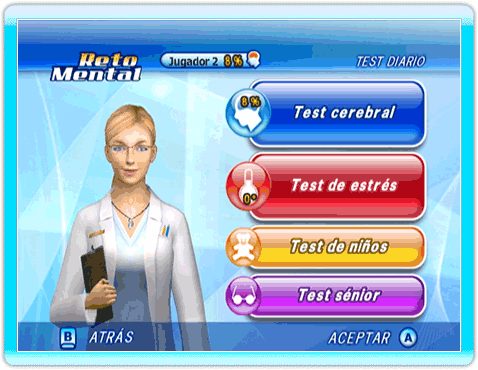 Reto
Mental
Jugador 2 8%
TEST DIARIO
8%
Test cerebral
0°
Test de estrés
Test de niños
Test sénior
B ATRÁS
ACEPTAR A